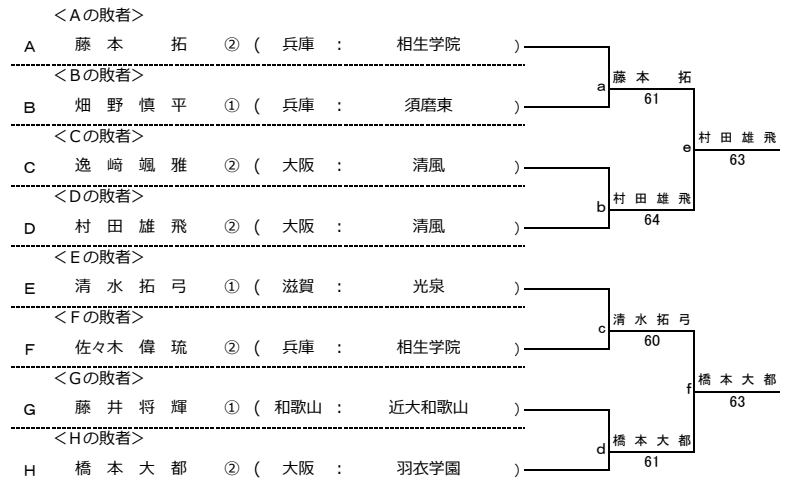 ＜Aの敗者＞
A 藤本 拓 ② ( 兵庫 : 相生学院 )
＜Bの敗者＞
B 畑野慎平 ① ( 兵庫 : 須磨東 )
＜Cの敗者＞
C 逸﨑颯雅 ② ( 大阪 : 清風 )
＜Dの敗者＞
D 村田雄飛 ② ( 大阪 : 清風 )
＜Eの敗者＞
E 清水拓弓 ① ( 滋賀 : 光泉 )
＜Fの敗者＞
F 佐々木偉琉 ② ( 兵庫 : 相生学院 )
＜Gの敗者＞
G 藤井将輝 ① ( 和歌山 : 近大和歌山 )
＜Hの敗者＞
H 橋本大都 ② ( 大阪 : 羽衣学園 )
a 藤本 拓
61
b 村田雄飛
64
c 清水拓弓
60
d 橋本大都
61
e 村田雄飛
63
f 橋本大都
63